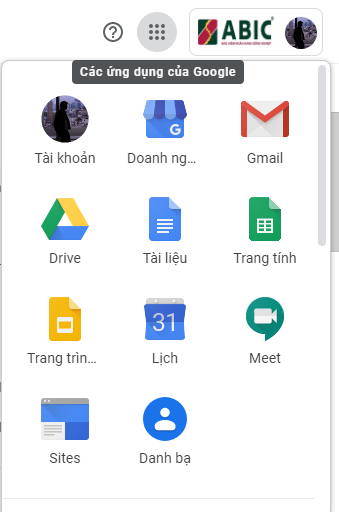 ABIC
Các ứng dụng của Google
Tài khoản
Doanh ng...
G
Gmail
Drive
Tài liệu
Trang tính
Trang trìn...
31
Lịch
Meet
Sites
Danh bạ